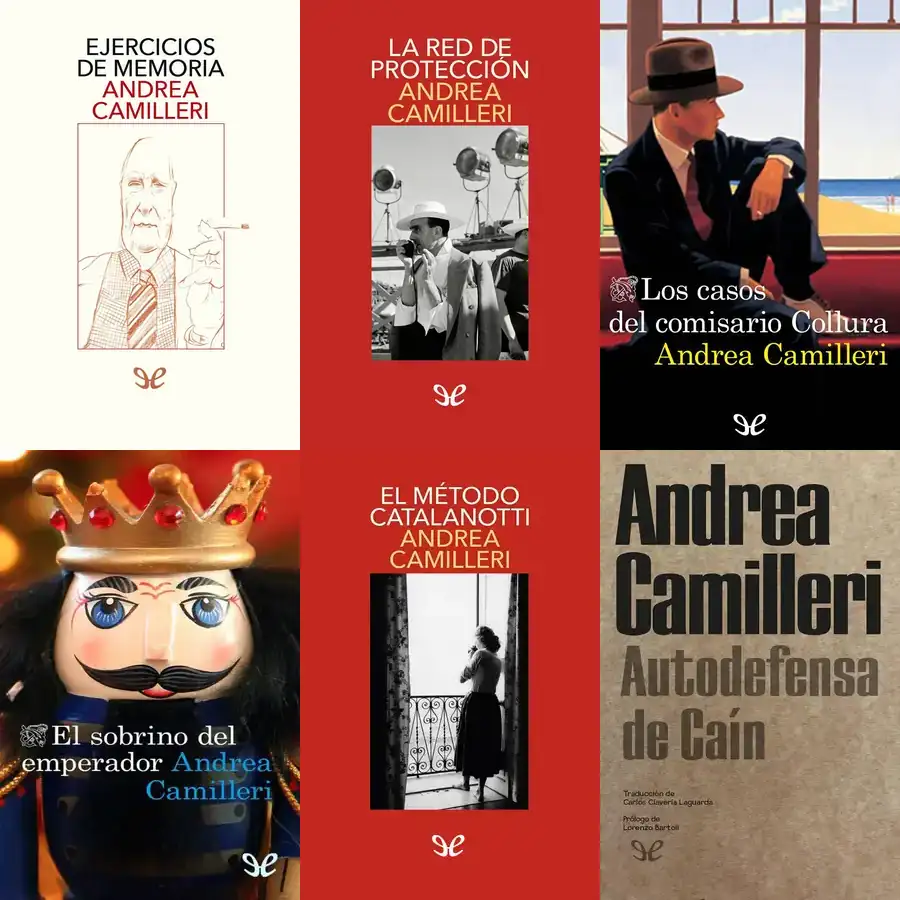 EJERCICIOS
DE MEMORIA
ANDREA
CAMILLERI
LA RED DE
PROTECCIÓN
ANDREA
CAMILLERI
Los casos
del comisario Collura
Andrea Camilleri
El sobrino del
emperador Andrea
Camilleri
EL MÉTODO
CATALANOTTI
ANDREA
CAMILLERI
Andrea
Camilleri
Autodefensa
de Caín
Traducción de
Carlos Clavería Laguarda
Prólogo de
Lorenzo Bartoli